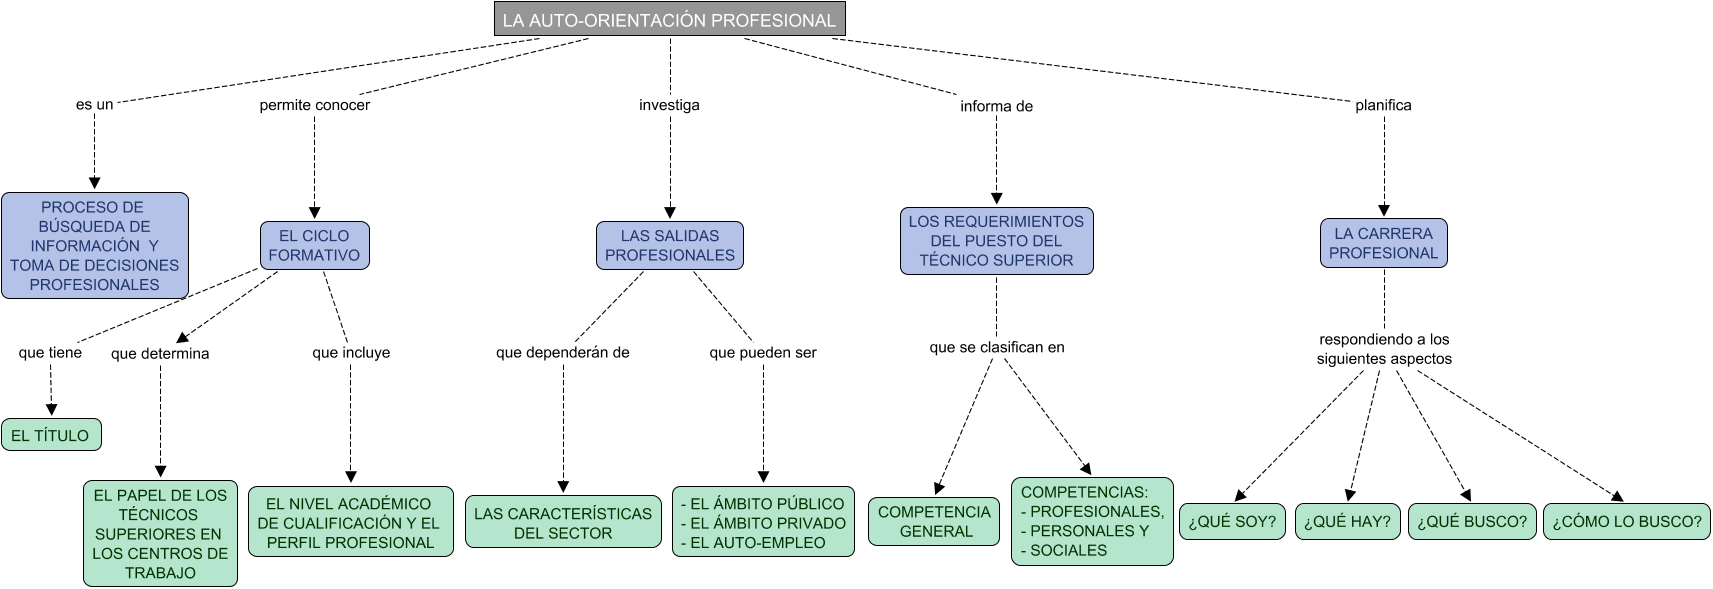 LA AUTO-ORIENTACIÓN PROFESIONAL
es un
permite conocer
investiga
informa de
planifica
PROCESO DE
BÚSQUEDA DE
INFORMACIÓN Y
TOMA DE DECISIONES
PROFESIONALES
EL CICLO
FORMATIVO
LAS SALIDAS
PROFESIONALES
LOS REQUERIMIENTOS
DEL PUESTO DEL
TÉCNICO SUPERIOR
LA CARRERA
PROFESIONAL
que tiene
que determina
que incluye
que dependerán de
que pueden ser
que se clasifican en
respondiendo a los
siguientes aspectos
EL TÍTULO
EL PAPEL DE LOS
TÉCNICOS
SUPERIORES EN
LOS CENTROS DE
TRABAJO
EL NIVEL ACADÉMICO
DE CUALIFICACIÓN Y EL
PERFIL PROFESIONAL
LAS CARACTERÍSTICAS
DEL SECTOR
- EL ÁMBITO PÚBLICO
- EL ÁMBITO PRIVADO
- EL AUTO-EMPLEO
COMPETENCIA
GENERAL
COMPETENCIAS:
- PROFESIONALES,
- PERSONALES Y
- SOCIALES
¿QUÉ SOY?
¿QUÉ HAY?
¿QUÉ BUSCO?
¿CÓMO LO BUSCO?